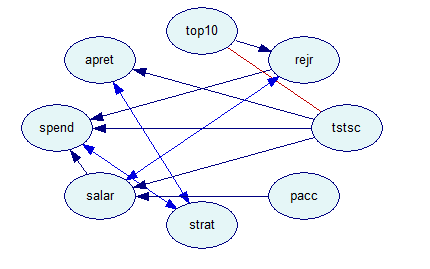 top10
apret
rejr
spend
tstsc
salar
pacc
strat